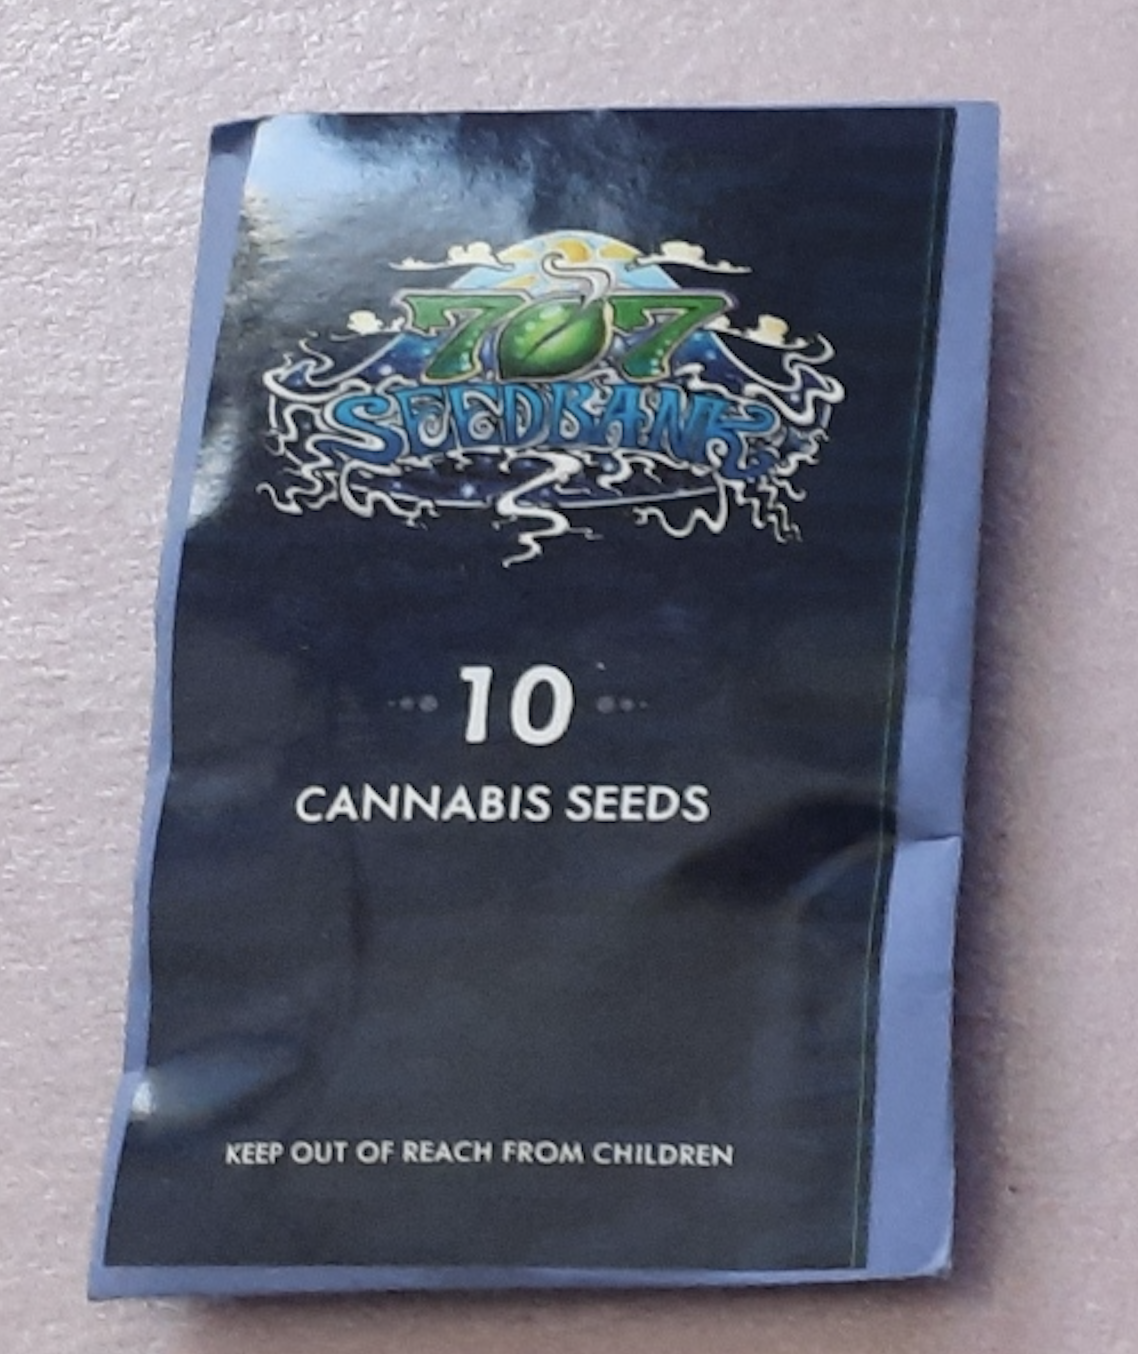 707
SEEDBANK
10
CANNABIS SEEDS
KEEP OUT OF REACH FROM CHILDREN